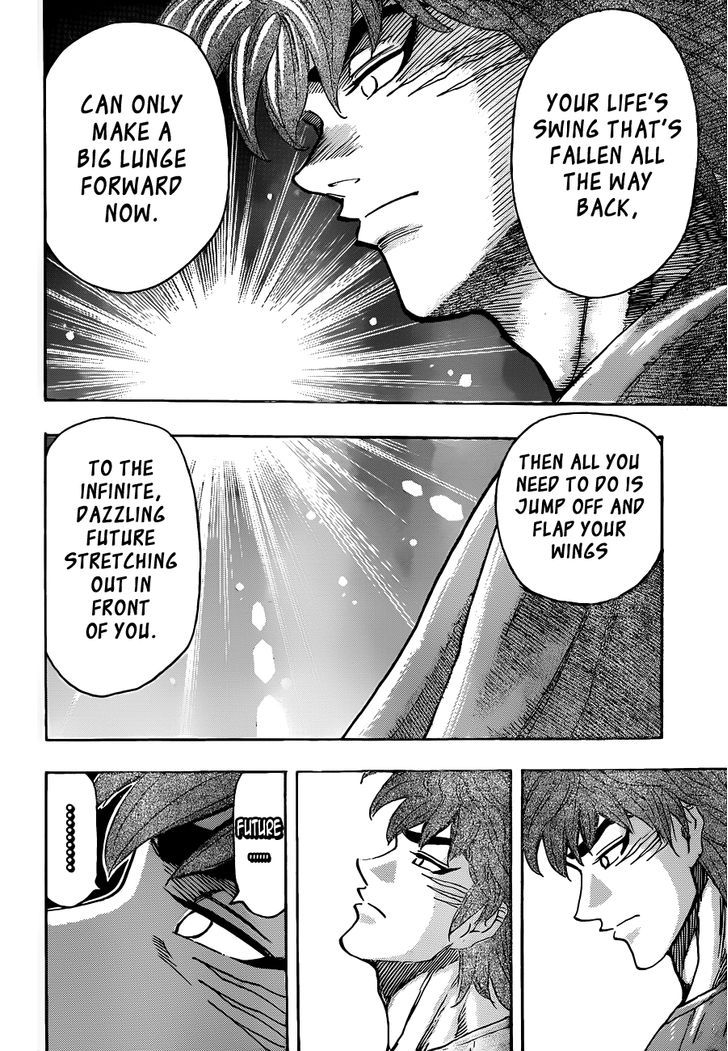 YOUR LIFE'S
SWING THAT'S
FALLEN ALL
THE WAY
BACK,
CAN ONLY
MAKE A
BIG LUNGE
FORWARD
NOW.
THEN ALL YOU
NEED TO DO IS
JUMP OFF AND
FLAP YOUR
WINGS
TO THE
INFINITE,
DAZZLING
FUTURE
STRETCHING
OUT IN
FRONT
OF YOU.
FUTURE
......
.........